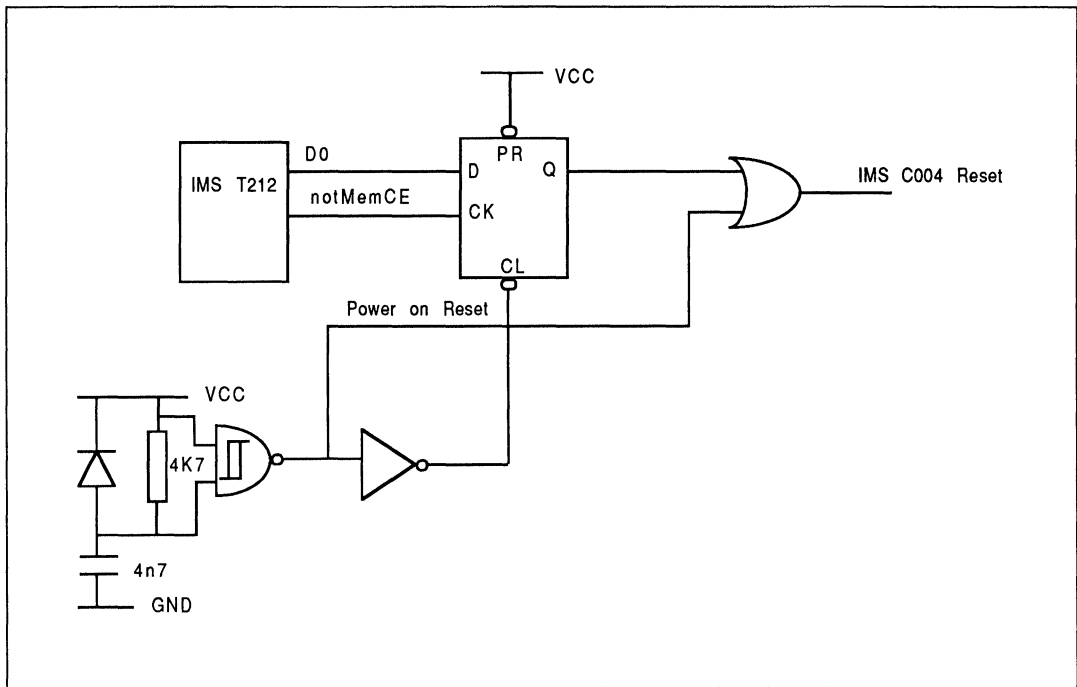 VCC
D0
PR
IMS T212
D
Q
IMS C004 Reset
notMemCE
CK
CL
Power on Reset
VCC
4K7
4n7
GND